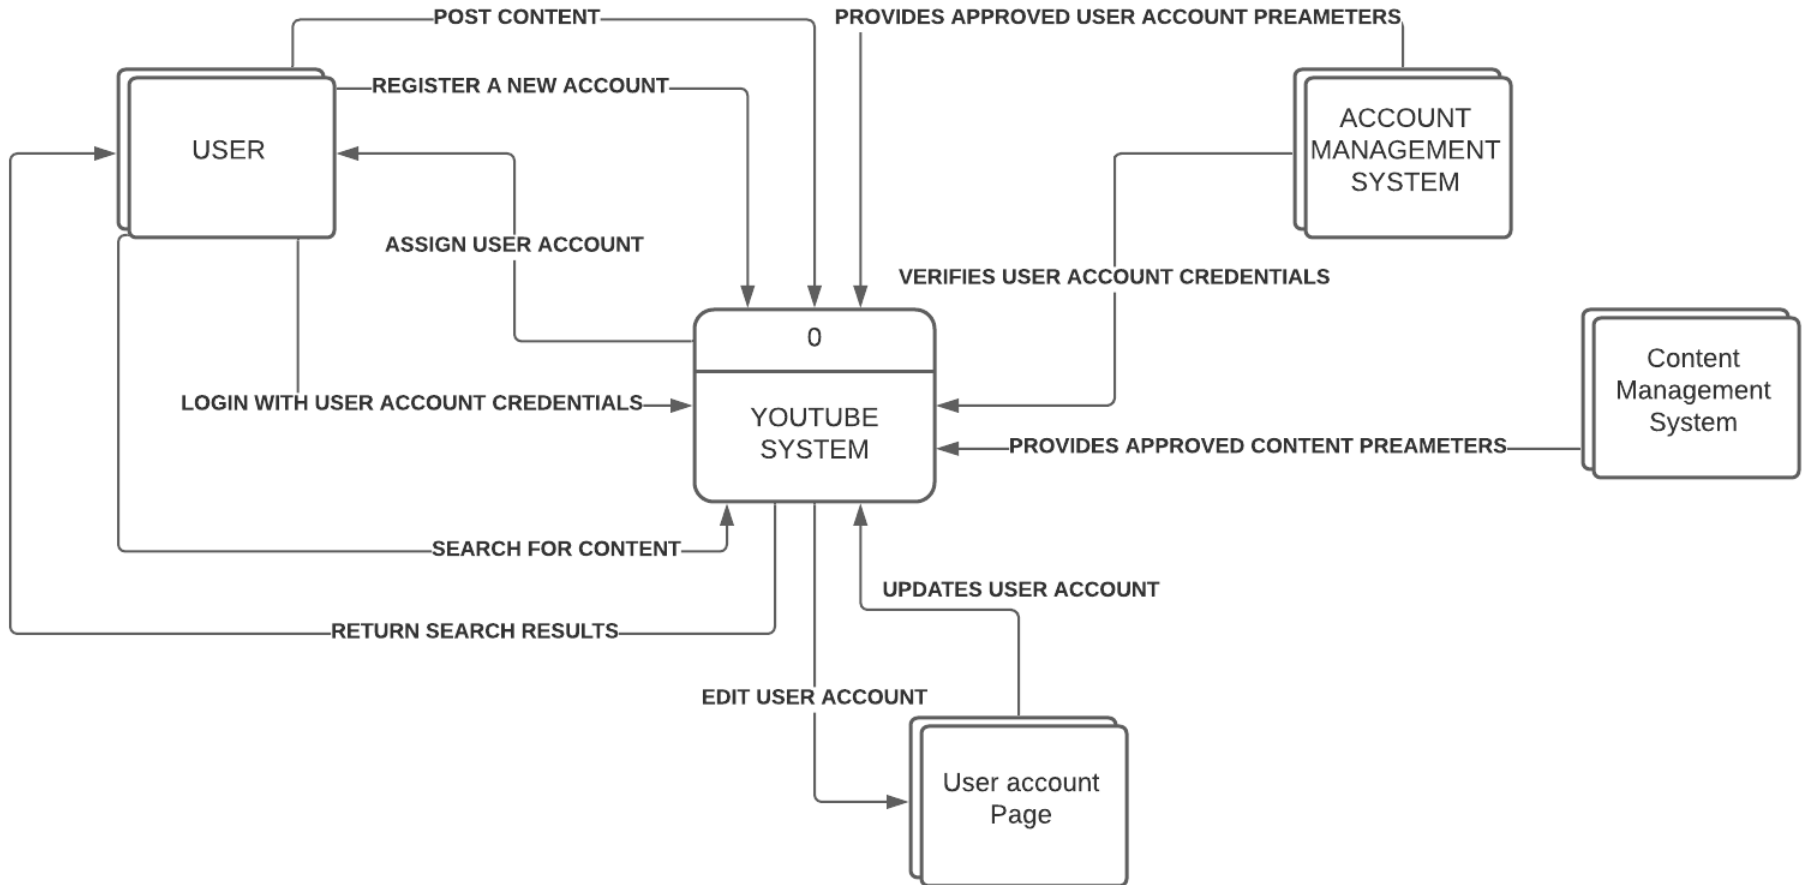 POST CONTENT
PROVIDES APPROVED USER ACCOUNT PREAMETERS
REGISTER A NEW ACCOUNT
USER
ACCOUNT
MANAGEMENT
SYSTEM
ASSIGN USER ACCOUNT
VERIFIES USER ACCOUNT CREDENTIALS
0
Content
Management
System
LOGIN WITH USER ACCOUNT CREDENTIALS
YOUTUBE
SYSTEM
PROVIDES APPROVED CONTENT PREAMETERS
SEARCH FOR CONTENT
UPDATES USER ACCOUNT
RETURN SEARCH RESULTS
EDIT USER ACCOUNT
User account
Page